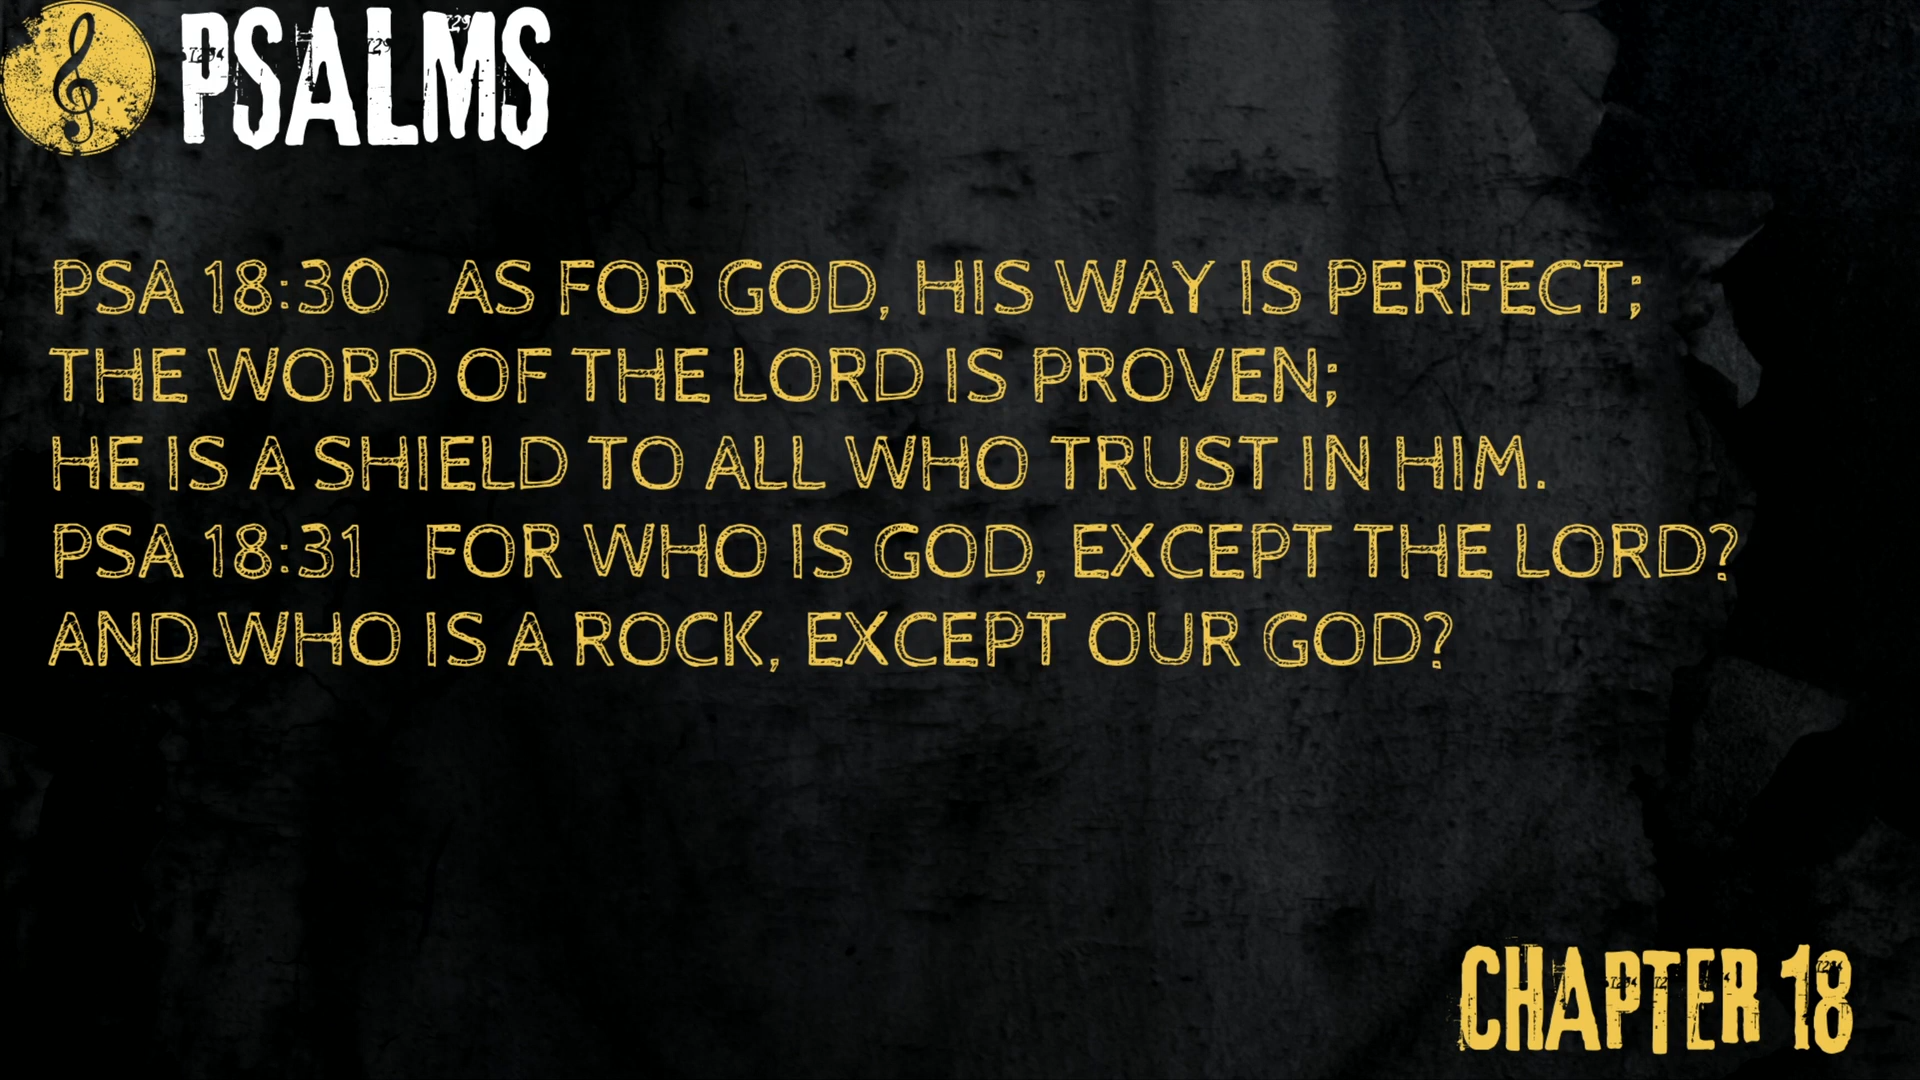 PSALMS
PSA 18:30 AS FOR GOD, HIS WAY IS PERFECT;
THE WORD OF THE LORD IS PROVEN;
HE IS A SHIELD TO ALL WHO TRUST IN HIM.
PSA 18:31 FOR WHO IS GOD, EXCEPT THE LORD?
AND WHO IS A ROCK, EXCEPT OUR GOD?
CHAPTER 18